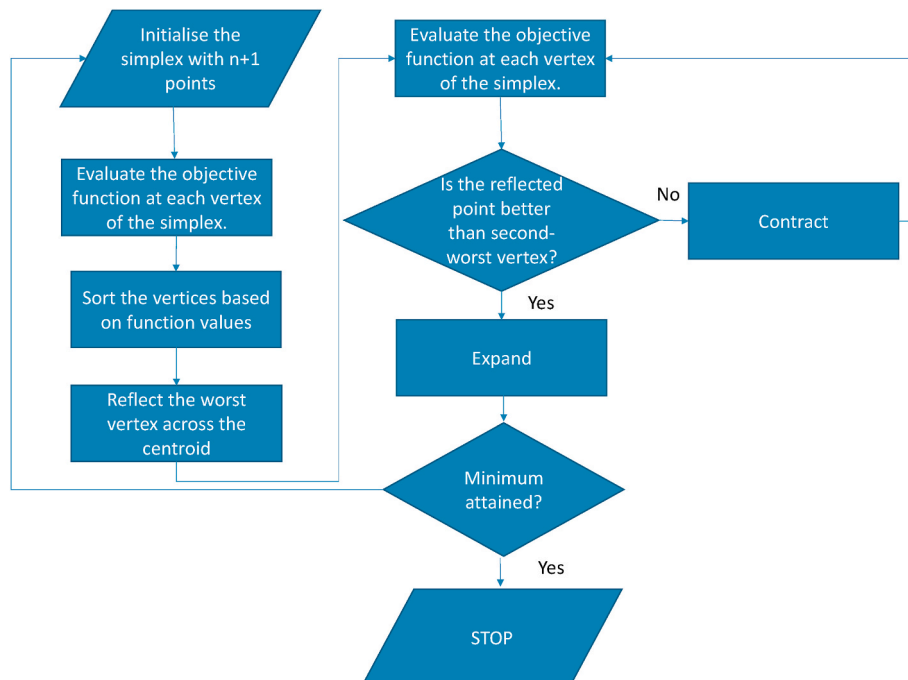 Initialise the
simplex with n+1
points
Evaluate the objective
function at each vertex
of the simplex.
Sort the vertices based
on function values
Reflect the worst
vertex across the
centroid
Evaluate the objective
function at each vertex
of the simplex.
Is the reflected
point better
than second-
worst vertex?
No
Contract
Yes
Expand
Minimum
attained?
Yes
STOP